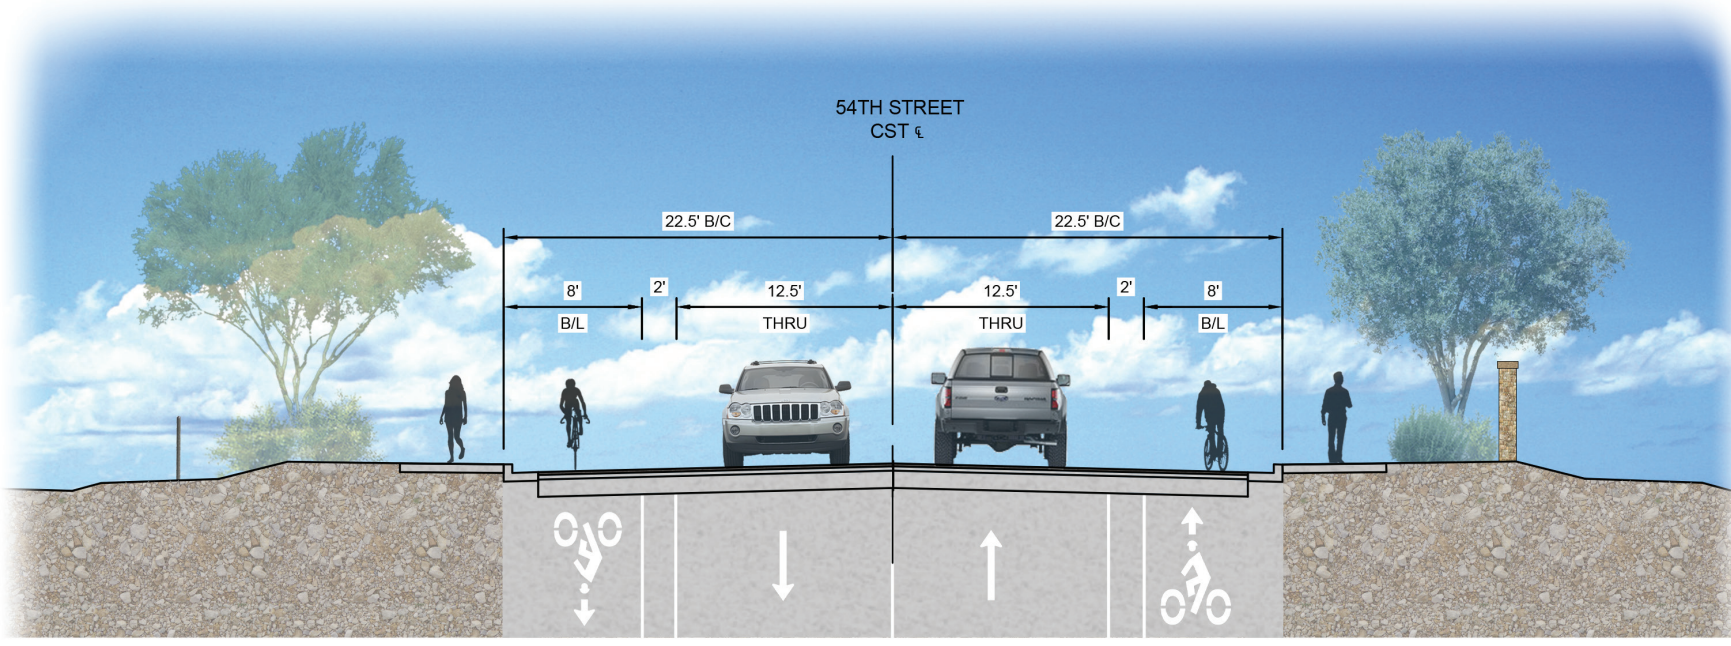 54TH STREET
CST ℄
22.5' B/C
22.5' B/C
8'
2'
12.5'
12.5'
2'
8'
B/L
THRU
THRU
B/L